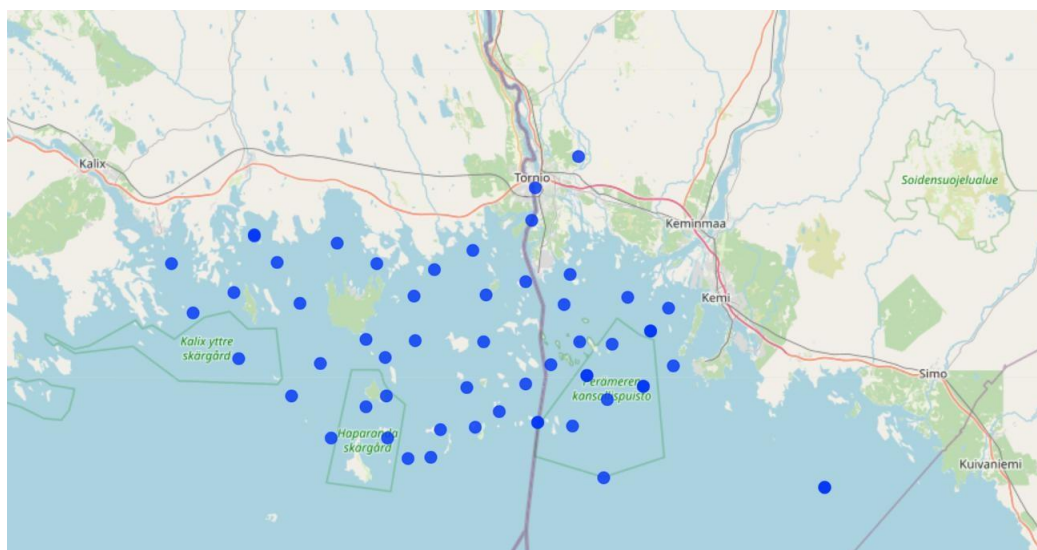 Kalix
Tornio
Soidensuojelualue
Keminmaa
Kemi
Kalix yttre
skärgård
Simo
Perämeren
kansallispuisto
Haparanda
skärgård
Kuivaniemi